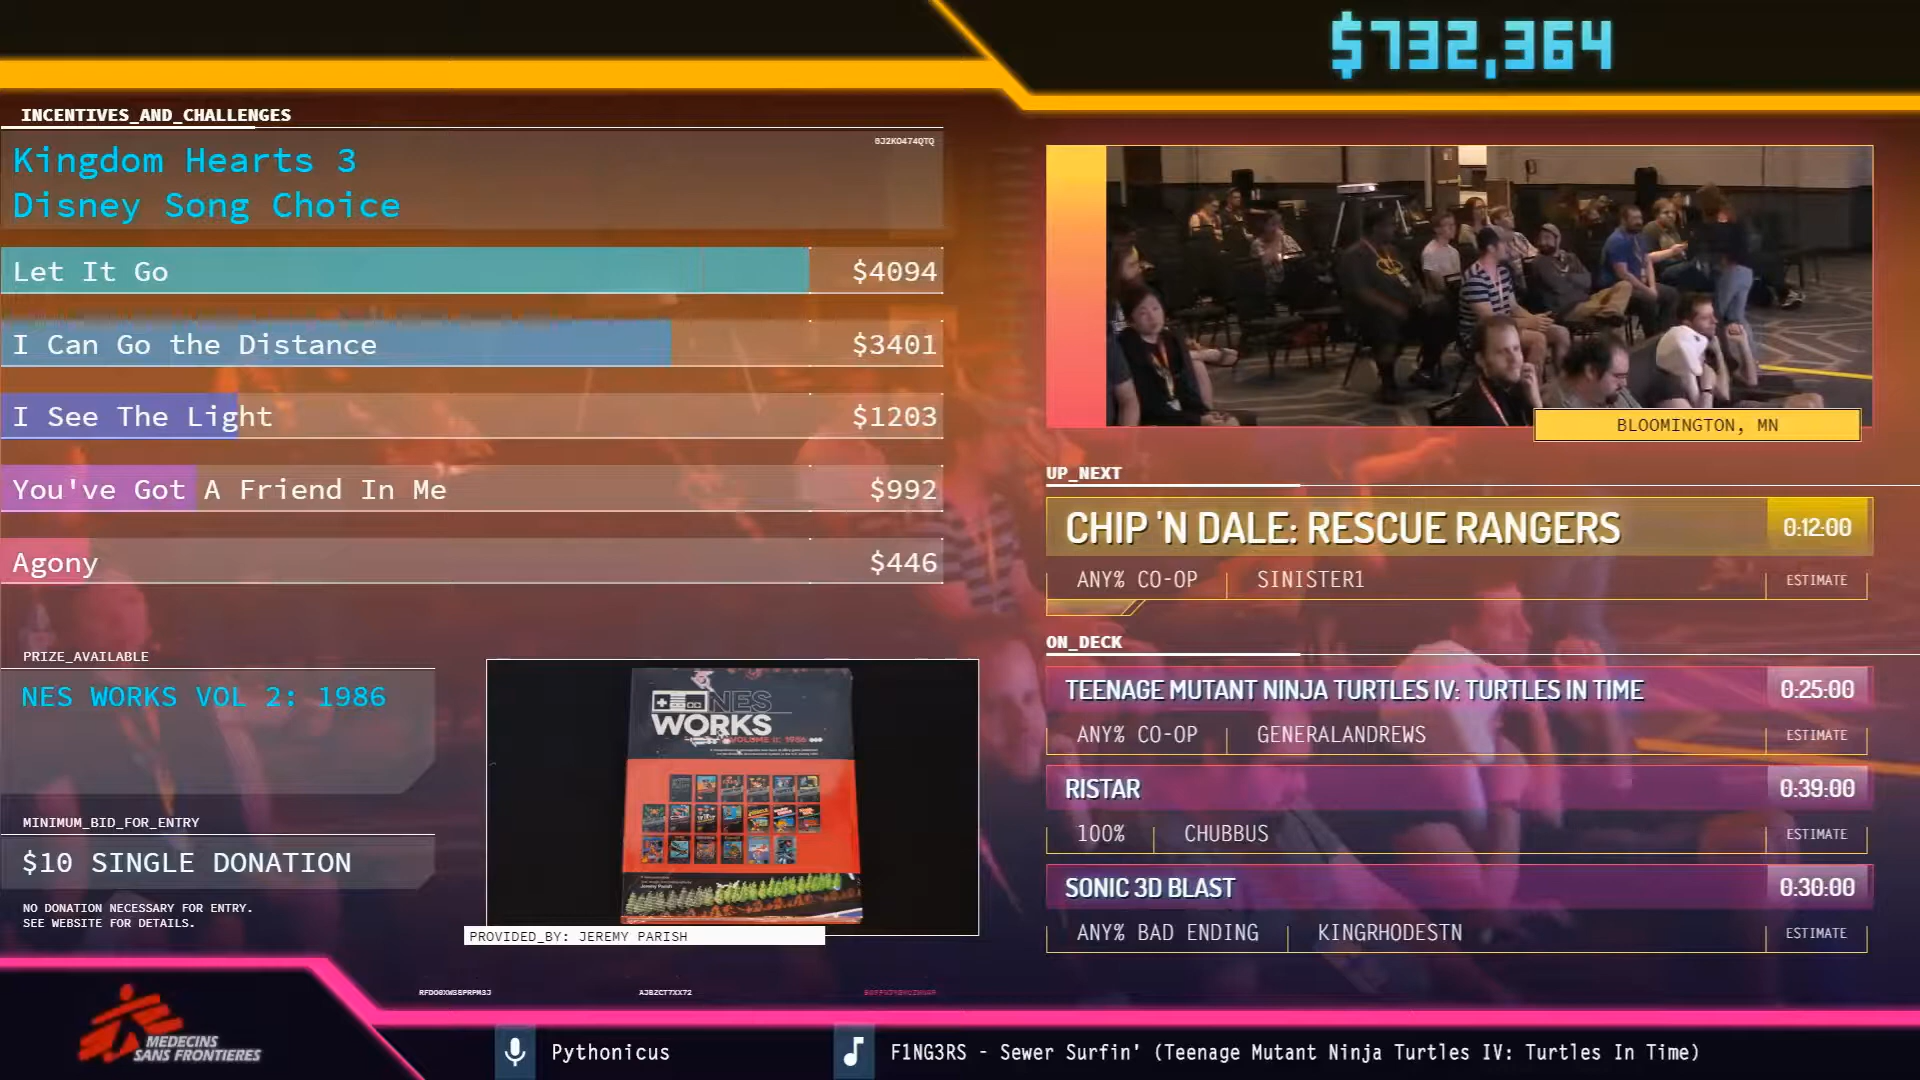 $732,364
INCENTIVES_AND_CHALLENGES
Kingdom Hearts 3
Disney Song Choice
Let It Go $4094
I Can Go the Distance $3401
I See The Light $1203
You've Got A Friend In Me $992
Agony $446
PRIZE_AVAILABLE
NES WORKS VOL 2: 1986
MINIMUM_BID_FOR_ENTRY
$10 SINGLE DONATION
NO DONATION NECESSARY FOR ENTRY.
SEE WEBSITE FOR DETAILS.
NES
WORKS
VOLUME II: 1986
Jeremy Parish
PROVIDED_BY: JEREMY PARISH
BLOOMINGTON, MN
UP_NEXT
CHIP 'N DALE: RESCUE RANGERS 0:12:00
ANY% CO-OP SINISTER1 ESTIMATE
ON_DECK
TEENAGE MUTANT NINJA TURTLES IV: TURTLES IN TIME 0:25:00
ANY% CO-OP GENERALANDREWS ESTIMATE
RISTAR 0:39:00
100% CHUBBUS ESTIMATE
SONIC 3D BLAST 0:30:00
ANY% BAD ENDING KINGRHODESTN ESTIMATE
MEDECINS
SANS FRONTIERES
Pythonicus
F1NG3RS - Sewer Surfin' (Teenage Mutant Ninja Turtles IV: Turtles In Time)